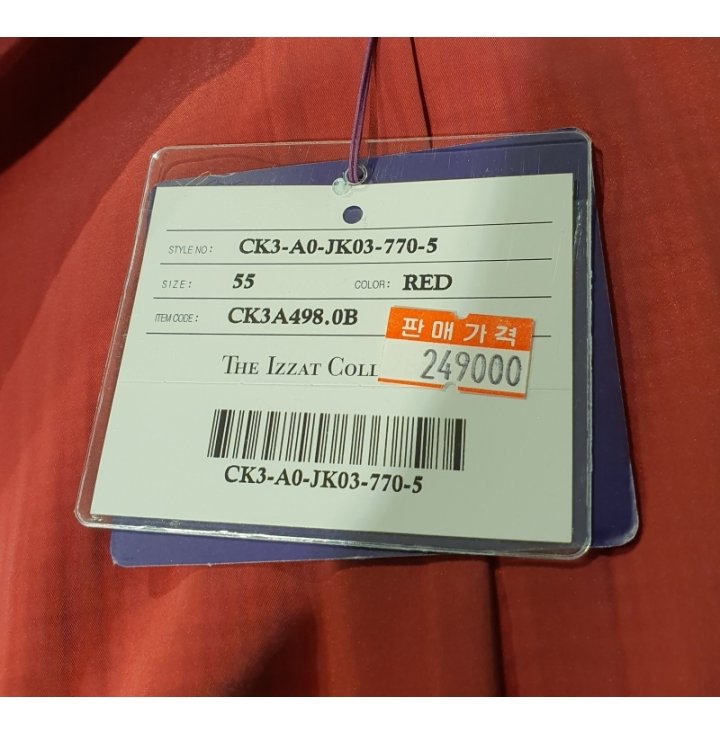 STYLE NO: CK3-A0-JK03-770-5
SIZE: 55 COLOR: RED
ITEM CODE: CK3A498.0B
판매가격
249000
THE IZZAT COLL
CK3-A0-JK03-770-5